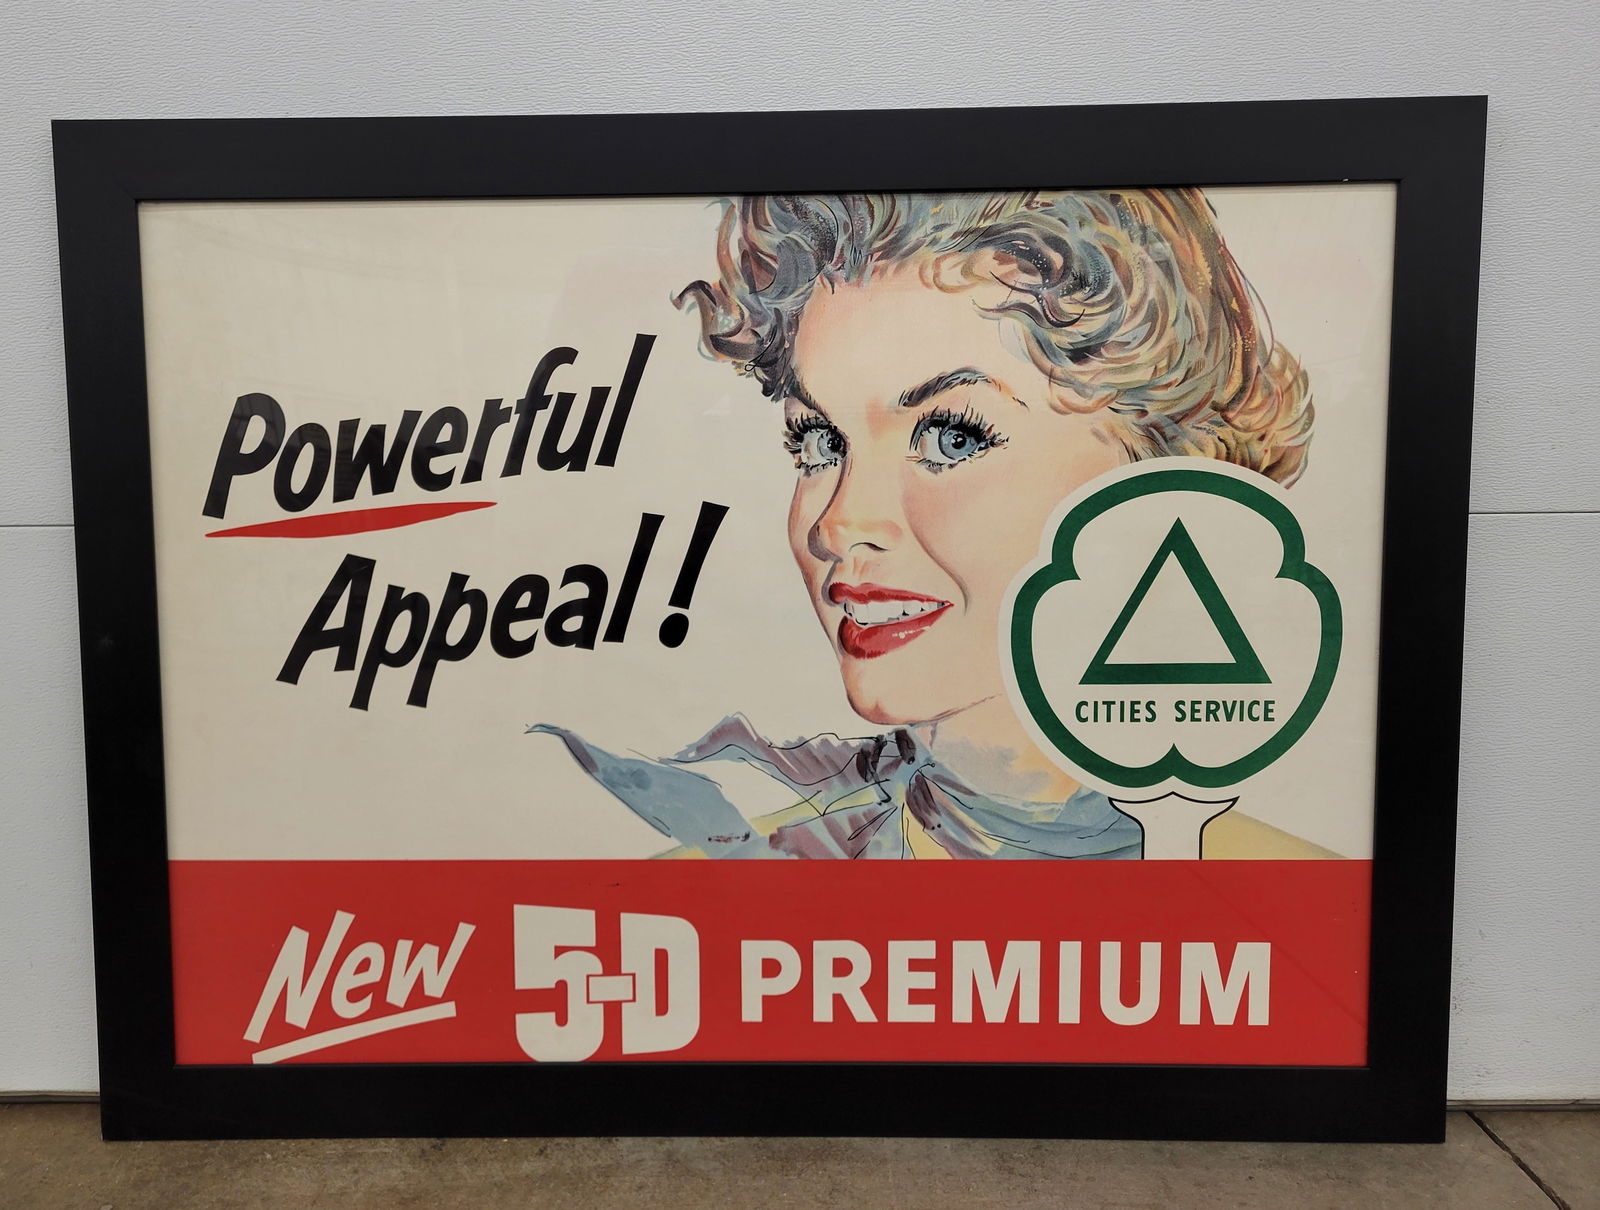 Powerful
Appeal!
CITIES SERVICE
New 5-D PREMIUM